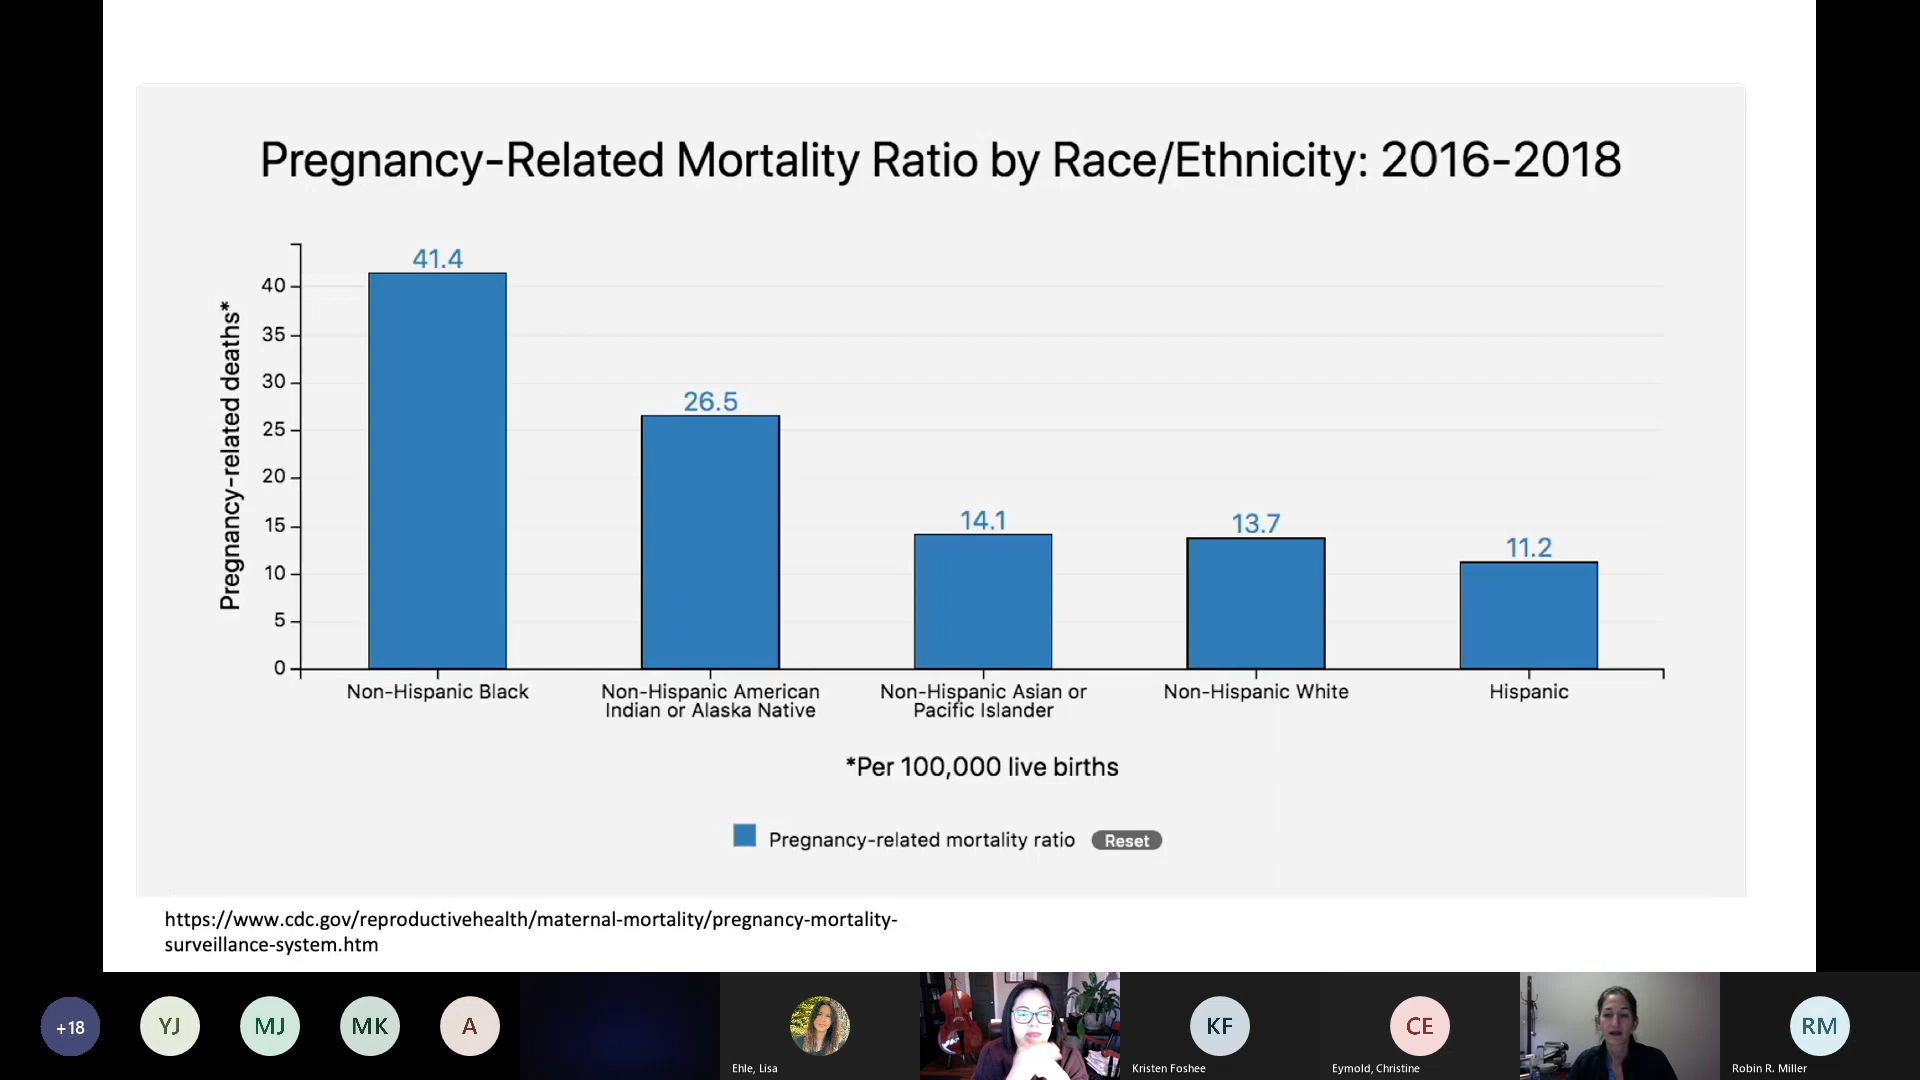 Pregnancy-Related Mortality Ratio by Race/Ethnicity: 2016-2018
Pregnancy-related deaths*
40
35
30
25
20
15
10
5
0
41.4
26.5
14.1
13.7
11.2
Non-Hispanic Black
Non-Hispanic American
Indian or Alaska Native
Non-Hispanic Asian or
Pacific Islander
Non-Hispanic White
Hispanic
*Per 100,000 live births
Pregnancy-related mortality ratio
Reset
https://www.cdc.gov/reproductivehealth/maternal-mortality/pregnancy-mortality-
surveillance-system.htm
+18
YJ
MJ
MK
A
Ehle, Lisa
KF
Kristen Foshee
CE
Eymold, Christine
RM
Robin R. Miller